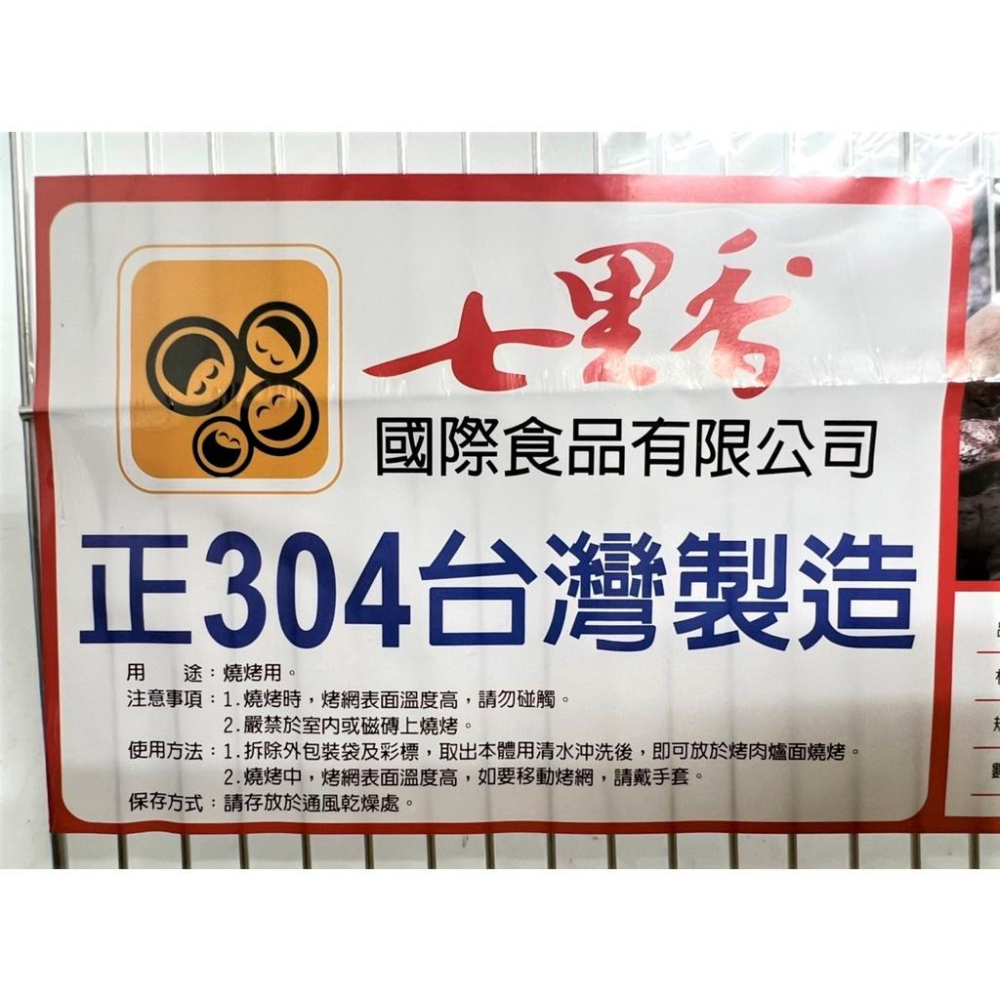 七里香
國際食品有限公司
正304台灣製造
用　途：燒烤用。
注意事項：1.燒烤時，烤網表面溫度高，請勿碰觸。
2.嚴禁於室內或磁磚上燒烤。
使用方法：1.拆除外包裝袋及彩標，取出本體用清水沖洗後，即可放於烤肉爐面燒烤。
2.燒烤中，烤網表面溫度高，如要移動烤網，請戴手套。
保存方式：請存放於通風乾燥處。